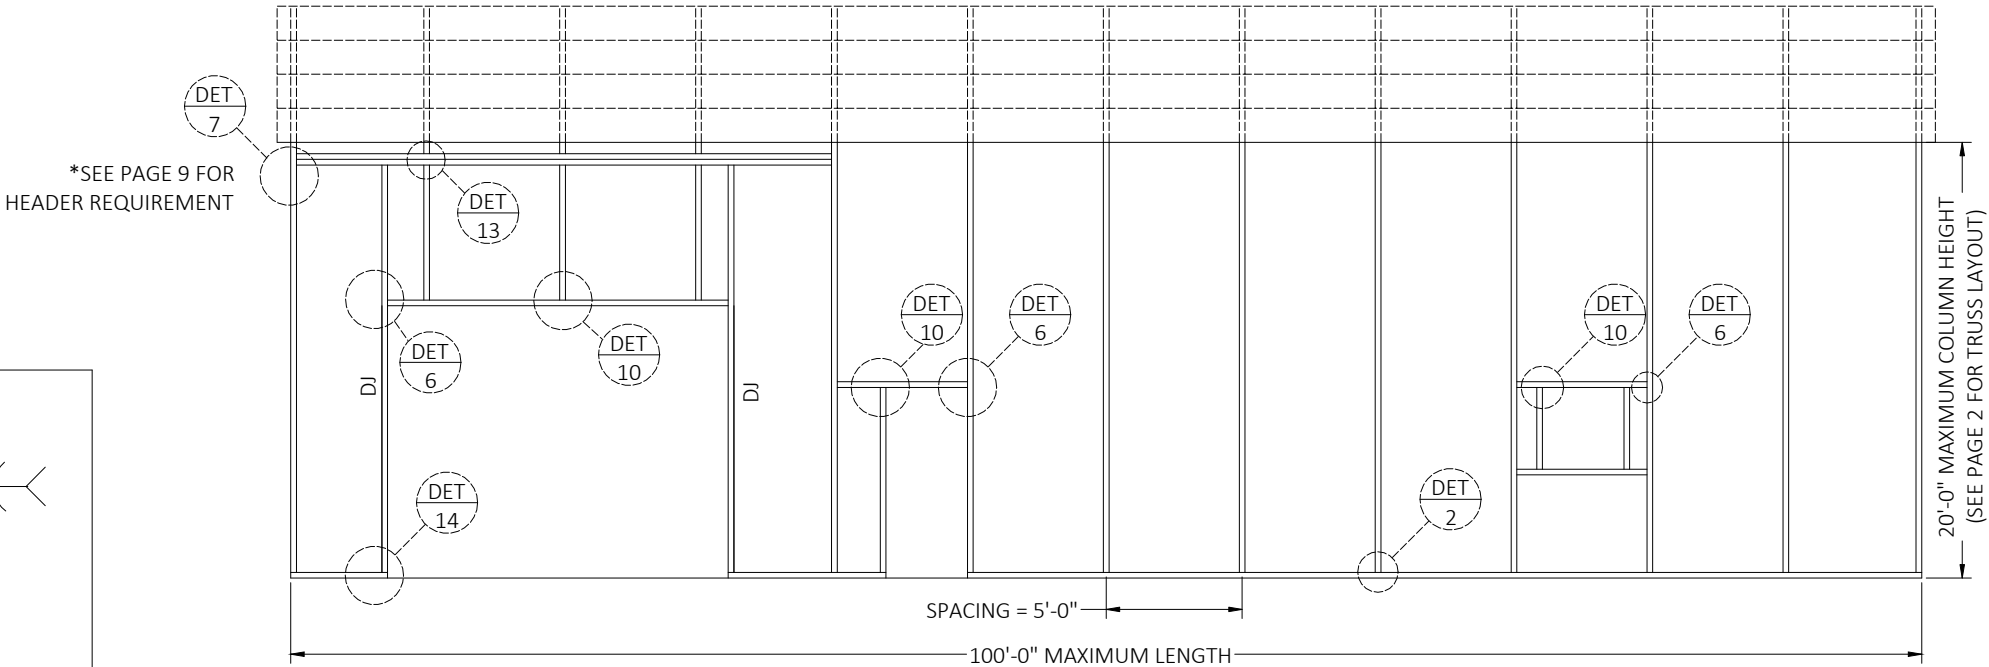 DET
7
*SEE PAGE 9 FOR
HEADER REQUIREMENT
DET
13
DET
6
DET
10
DET
10
DET
6
DET
10
DET
6
DJ
DJ
DET
14
DET
2
20'-0" MAXIMUM COLUMN HEIGHT
(SEE PAGE 2 FOR TRUSS LAYOUT)
SPACING = 5'-0"
100'-0" MAXIMUM LENGTH